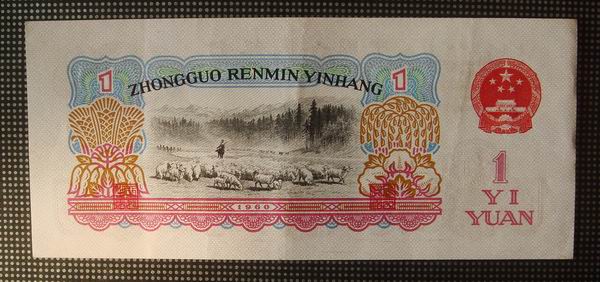 1
ZHONGGUO RENMIN YINHANG
1
1
YI
YUAN
1960